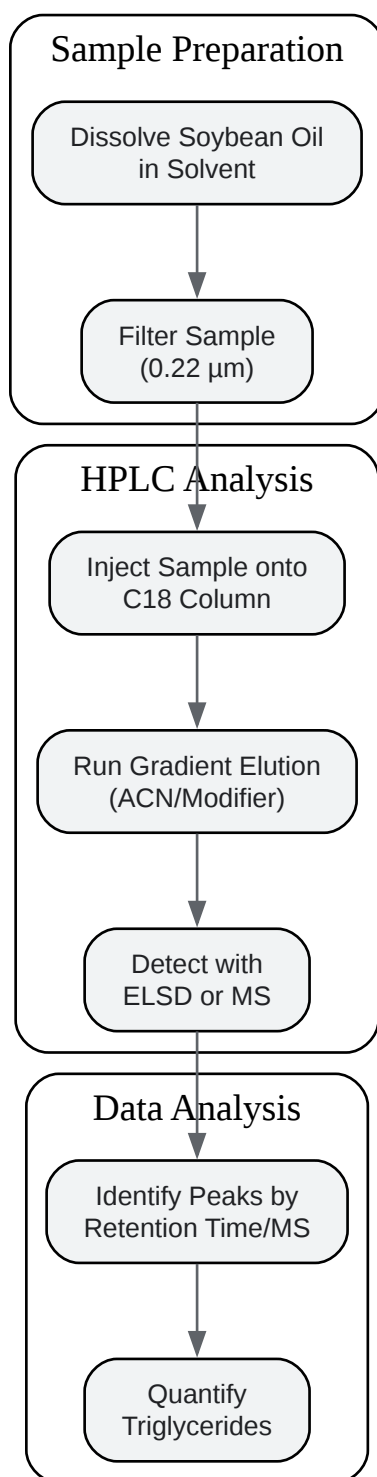 Sample Preparation
Dissolve Soybean Oil
in Solvent
Filter Sample
(0.22 µm)
HPLC Analysis
Inject Sample onto
C18 Column
Run Gradient Elution
(ACN/Modifier)
Detect with
ELSD or MS
Data Analysis
Identify Peaks by
Retention Time/MS
Quantify
Triglycerides